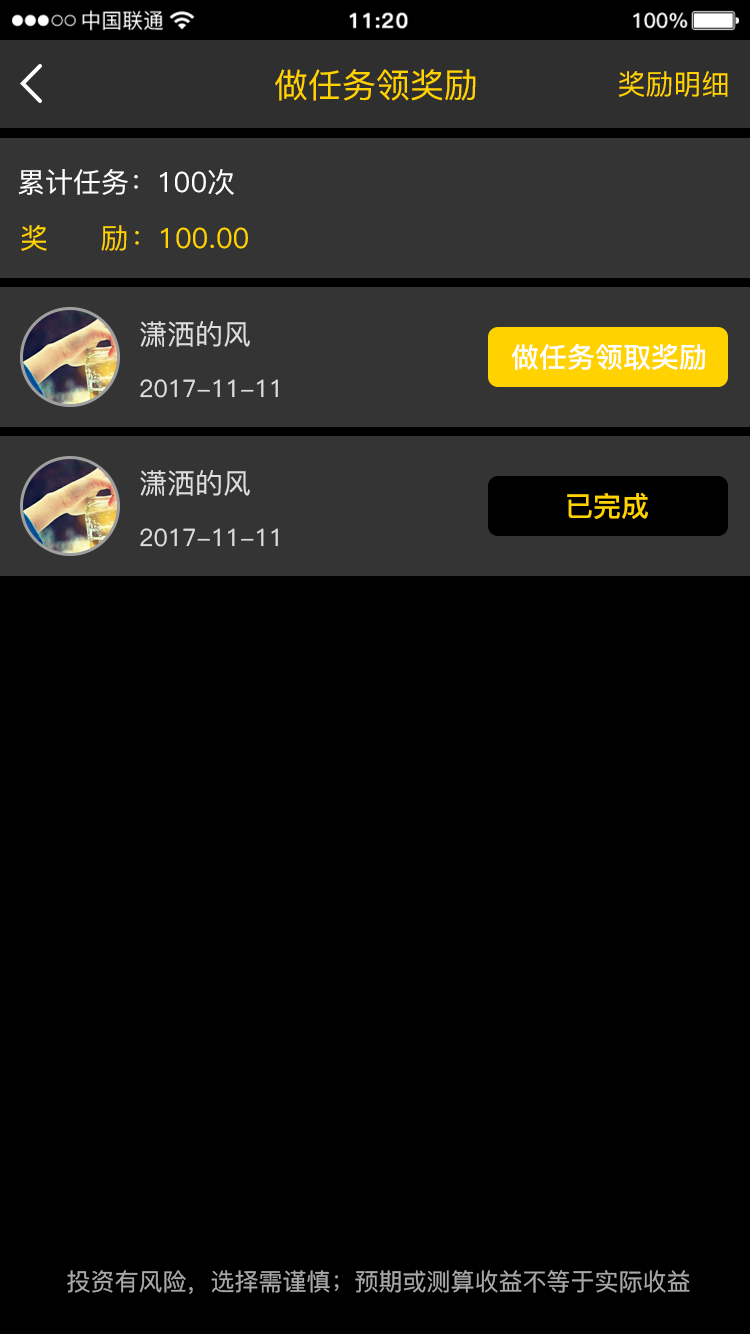 中国联通 11:20 100%
做任务领奖励 奖励明细
累计任务：100次
奖 励：100.00
潇洒的风
做任务领取奖励
2017-11-11
潇洒的风
已完成
2017-11-11
投资有风险，选择需谨慎；预期或测算收益不等于实际收益